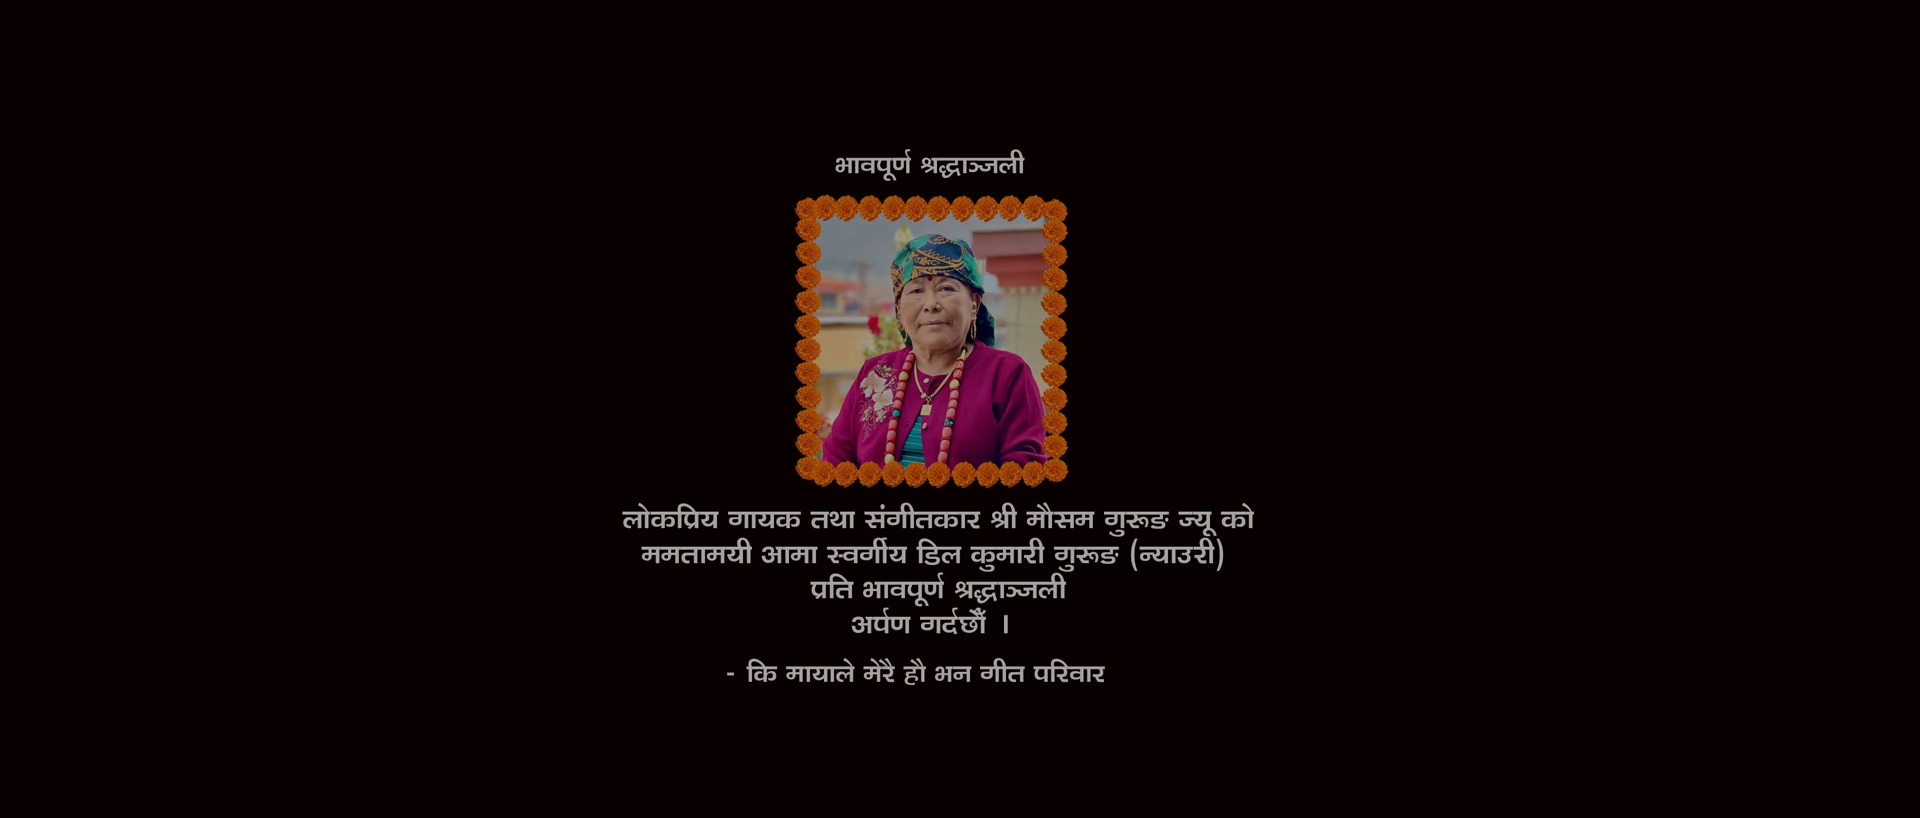 भावपूर्ण श्रद्धाञ्जली
लोकप्रिय गायक तथा संगीतकार श्री मौसम गुरूङ ज्यू को
ममतामयी आमा स्वर्गीय डिल कुमारी गुरूङ (न्याउरी)
प्रति भावपूर्ण श्रद्धाञ्जली
अर्पण गर्दछौँ ।
- कि मायाले मेरै हौ भन गीत परिवार